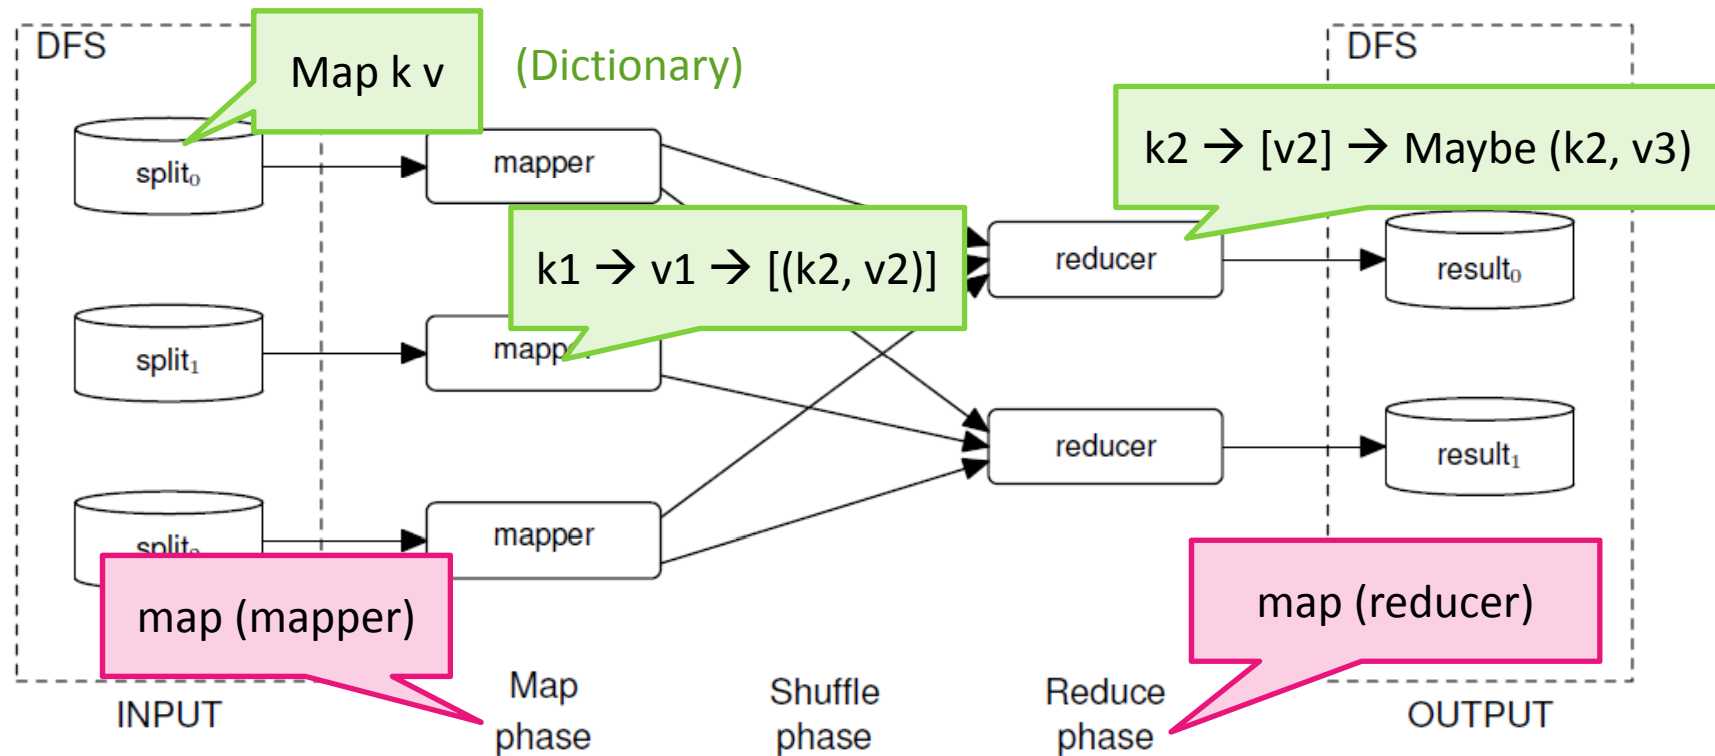 DFS
Map k v
(Dictionary)
DFS
k2 → [v2] → Maybe (k2, v3)
split₀
mapper
k1 → v1 → [(k2, v2)]
reducer
result₀
split₁
mapper
reducer
result₁
mapper
map (mapper)
map (reducer)
INPUT
Map
phase
Shuffle
phase
Reduce
phase
OUTPUT